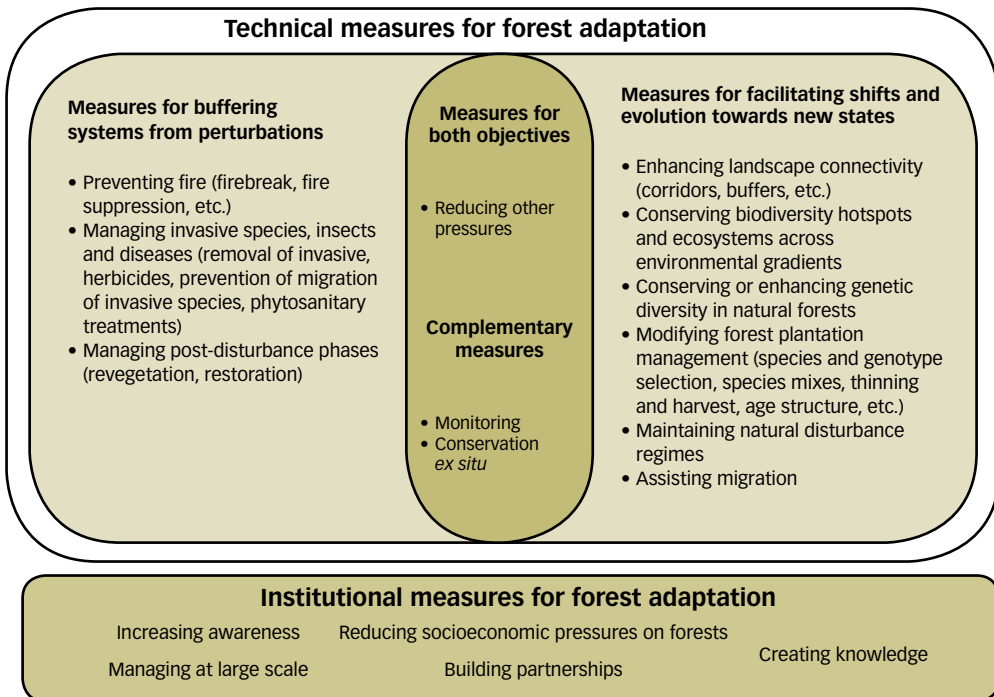 Technical measures for forest adaptation
Measures for buffering
systems from perturbations
• Preventing fire (firebreak, fire
suppression, etc.)
• Managing invasive species, insects
and diseases (removal of invasive,
herbicides, prevention of migration
of invasive species, phytosanitary
treatments)
• Managing post-disturbance phases
(revegetation, restoration)
Measures for
both objectives
• Reducing other
pressures
Complementary
measures
• Monitoring
• Conservation
ex situ
Measures for facilitating shifts and
evolution towards new states
• Enhancing landscape connectivity
(corridors, buffers, etc.)
• Conserving biodiversity hotspots
and ecosystems across
environmental gradients
• Conserving or enhancing genetic
diversity in natural forests
• Modifying forest plantation
management (species and genotype
selection, species mixes, thinning
and harvest, age structure, etc.)
• Maintaining natural disturbance
regimes
• Assisting migration
Institutional measures for forest adaptation
Increasing awareness
Reducing socioeconomic pressures on forests
Creating knowledge
Managing at large scale
Building partnerships